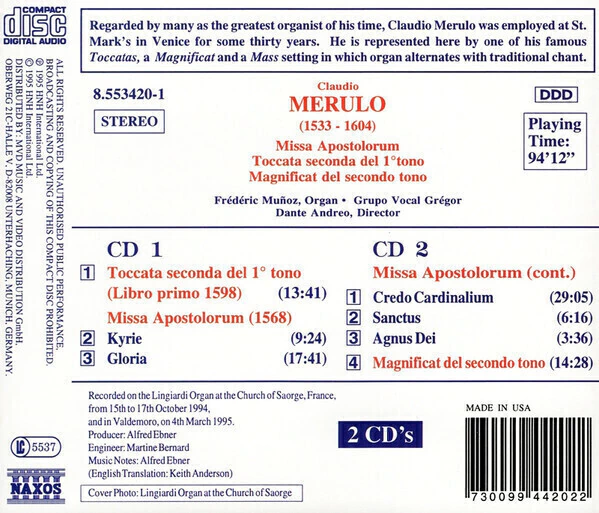 COMPACT
disc
DIGITAL AUDIO
Regarded by many as the greatest organist of his time, Claudio Merulo was employed at St.
Mark's in Venice for some thirty years. He is represented here by one of his famous
Toccatas, a Magnificat and a Mass setting in which organ alternates with traditional chant.
8.553420-1
STEREO
Claudio
MERULO
(1533 - 1604)
Missa Apostolorum
Toccata seconda del 1°tono
Magnificat del secondo tono
DDD
Playing
Time:
94'12"
Frédéric Muñoz, Organ • Grupo Vocal Grégor
Dante Andreo, Director
CD 1
1 Toccata seconda del 1° tono
(Libro primo 1598) (13:41)
Missa Apostolorum (1568)
2 Kyrie (9:24)
3 Gloria (17:41)
CD 2
Missa Apostolorum (cont.)
1 Credo Cardinalium (29:05)
2 Sanctus (6:16)
3 Agnus Dei (3:36)
4 Magnificat del secondo tono (14:28)
Recorded on the Lingiardi Organ at the Church of Saorge, France,
from 15th to 17th October 1994,
and in Valdemoro, on 4th March 1995.
Producer: Alfred Ebner
Engineer: Martine Bernard
Music Notes: Alfred Ebner
(English Translation: Keith Anderson)
Cover Photo: Lingiardi Organ at the Church of Saorge
2 CD's
MADE IN USA
7 30099 44202 2
ALL RIGHTS RESERVED. UNAUTHORISED PUBLIC PERFORMANCE,
BROADCASTING AND COPYING OF THIS COMPACT DISC PROHIBITED.
℗ 1995 HNH International Ltd.
© 1995 HNH International Ltd.
DISTRIBUTED BY: MVD MUSIC AND VIDEO DISTRIBUTION GmbH,
OBERWEG 21C-HALLE V, D-82008 UNTERHACHING, MUNICH, GERMANY.
LC 5537
NAXOS